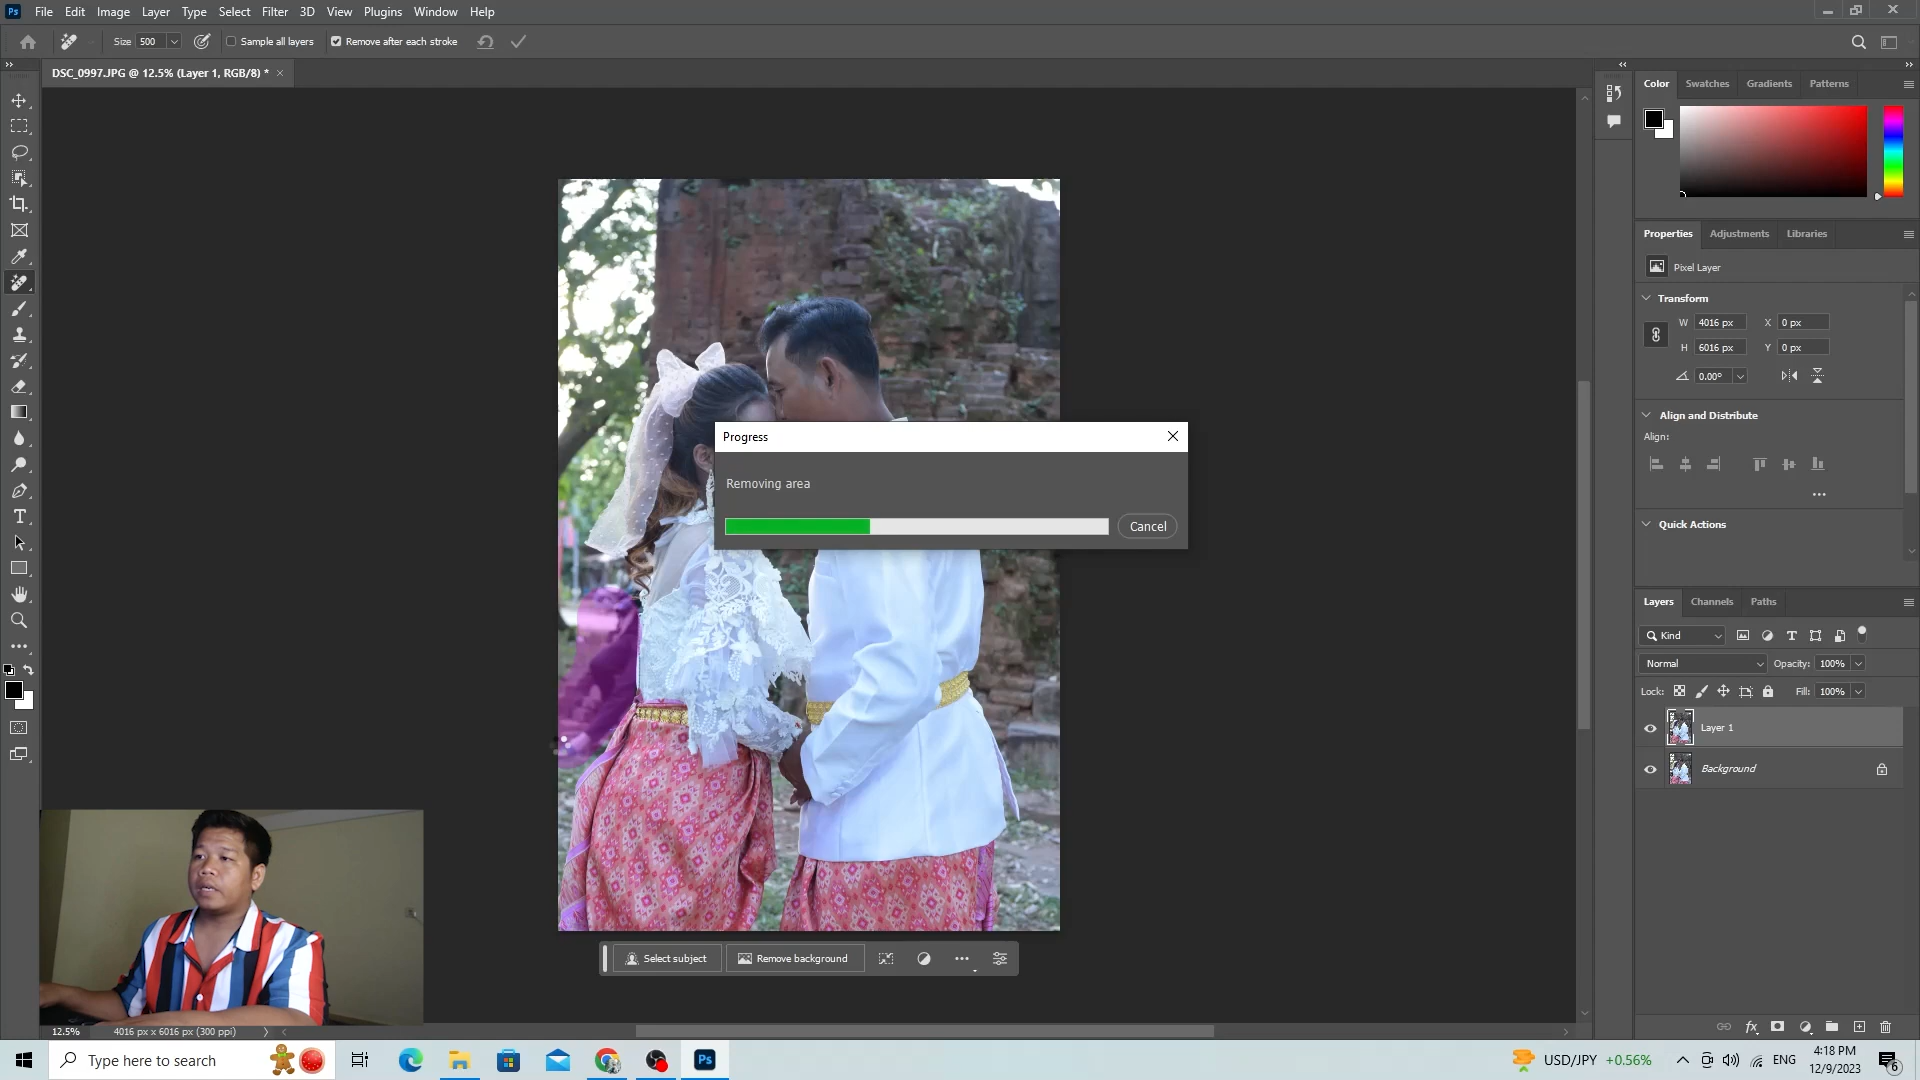 Ps File Edit Image Layer Type Select Filter 3D View Plugins Window Help
Size 500 Sample all layers Remove after each stroke
DSC_0997.JPG @ 12.5% (Layer 1, RGB/8) * ×
Color Swatches Gradients Patterns
Properties Adjustments Libraries
Pixel Layer
Transform
W 4016 px X 0 px
H 6016 px Y 0 px
0.00°
Align and Distribute
Align:
Quick Actions
Progress
Removing area
Cancel
Layers Channels Paths
Kind
Normal Opacity: 100%
Lock: Fill: 100%
Layer 1
Background
Select subject Remove background
12.5% 4016 px x 6016 px (300 ppi)
Type here to search
Ps
USD/JPY +0.56%
ENG
4:18 PM
12/9/2023
6